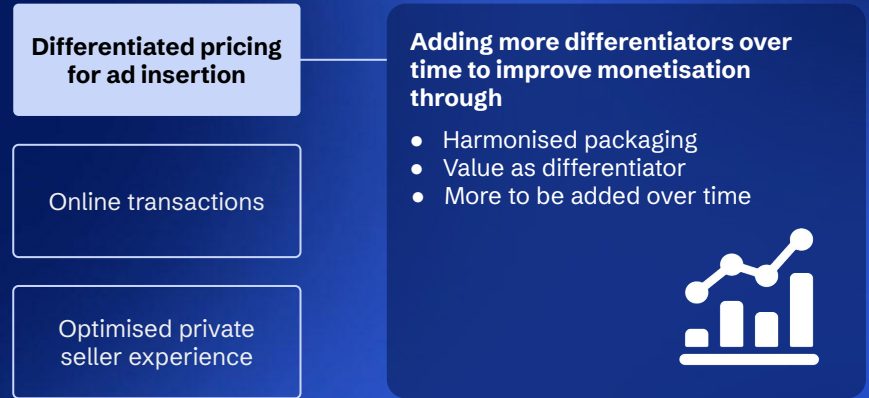 Differentiated pricing
for ad insertion
Online transactions
Optimised private
seller experience
Adding more differentiators over
time to improve monetisation
through
● Harmonised packaging
● Value as differentiator
● More to be added over time